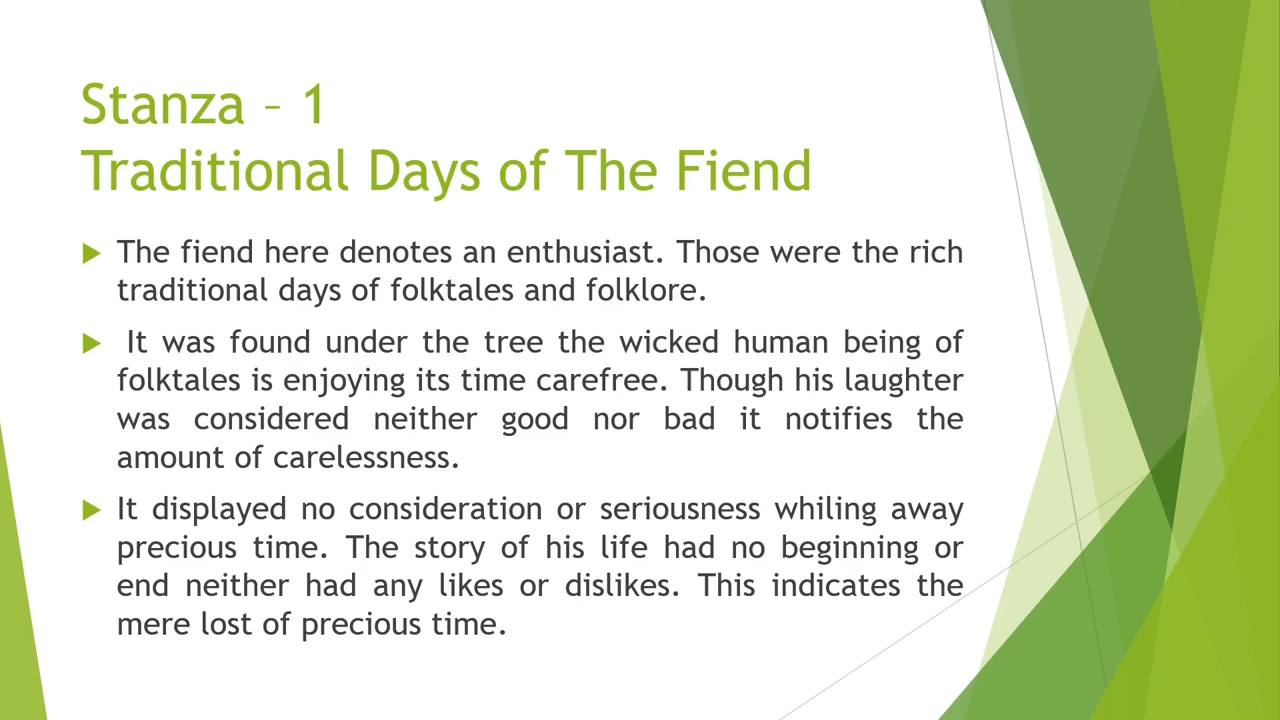 Stanza – 1
Traditional Days of The Fiend
The fiend here denotes an enthusiast. Those were the rich
traditional days of folktales and folklore.
It was found under the tree the wicked human being of
folktales is enjoying its time carefree. Though his laughter
was considered neither good nor bad it notifies the
amount of carelessness.
It displayed no consideration or seriousness whiling away
precious time. The story of his life had no beginning or
end neither had any likes or dislikes. This indicates the
mere lost of precious time.